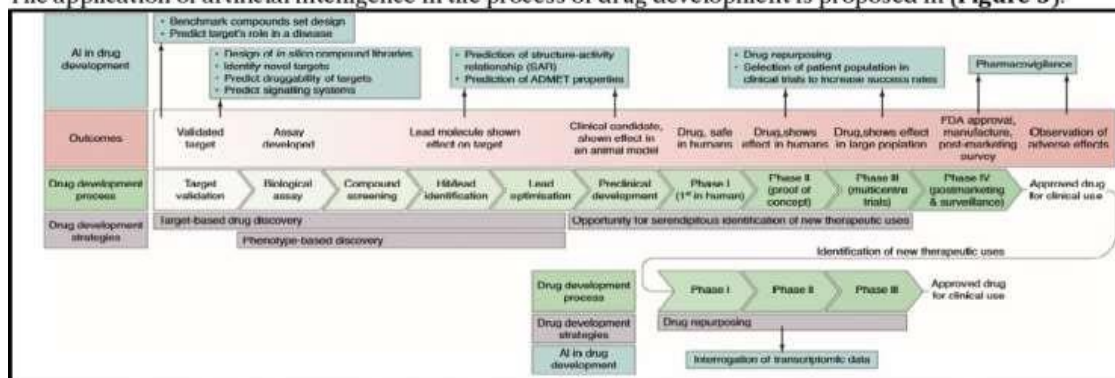 The application of artificial intelligence in the process of drug development is proposed in (Figure 3).
AI in drug
development
• Benchmark compounds set design
• Predict target's role in a disease
• Design of in silico compound libraries
• Identify novel targets
• Predict druggability of targets
• Predict signalling systems
• Prediction of structure-activity
relationship (SAR)
• Prediction of ADMET properties
• Drug repurposing
• Selection of patient population in
clinical trials to increase success rates
Pharmacovigilance
Outcomes
Validated
target
Assay
developed
Lead molecule shown
effect on target
Clinical candidate,
shown effect in
an animal model
Drug, safe
in humans
Drug,shows
effect in humans
Drug,shows effect
in large poplation
FDA approval,
manufacture,
post-marketing
survey
Observation of
adverse effects
Drug development
process
Target
validation
Biological
assay
Compound
screening
Hit/lead
identification
Lead
optimisation
Preclinical
development
Phase I
(1st in human)
Phase II
(proof of
concept)
Phase III
(multicentre
trials)
Phase IV
(postmarketing
& surveillance)
Approved drug
for clinical use
Drug development
strategies
Target-based drug discovery
Phenotype-based discovery
Opportunity for serendipitous identification of new therapeutic uses
Identification of new therapeutic uses
Drug development
process
Phase I
Phase II
Phase III
Approved drug
for clinical use
Drug development
strategies
Drug repurposing
AI in drug
development
Interrogation of transcriptomic data